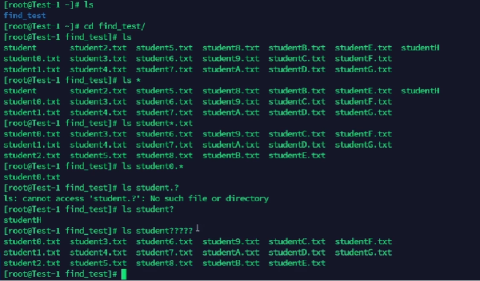 [root@Test-1 ~]# ls
find_test
[root@Test-1 ~]# cd find_test/
[root@Test-1 find_test]# ls
student student2.txt student5.txt student8.txt studentB.txt studentE.txt studentH
student0.txt student3.txt student6.txt student9.txt studentC.txt studentF.txt
student1.txt student4.txt student7.txt studentA.txt studentD.txt studentG.txt
[root@Test-1 find_test]# ls *
student student2.txt student5.txt student8.txt studentB.txt studentE.txt studentH
student0.txt student3.txt student6.txt student9.txt studentC.txt studentF.txt
student1.txt student4.txt student7.txt studentA.txt studentD.txt studentG.txt
[root@Test-1 find_test]# ls student*.txt
student0.txt student3.txt student6.txt student9.txt studentC.txt studentF.txt
student1.txt student4.txt student7.txt studentA.txt studentD.txt studentG.txt
student2.txt student5.txt student8.txt studentB.txt studentE.txt
[root@Test-1 find_test]# ls student0.*
student0.txt
[root@Test-1 find_test]# ls student.?
ls: cannot access 'student.?': No such file or directory
[root@Test-1 find_test]# ls student?
studentH
[root@Test-1 find_test]# ls student?????
student0.txt student3.txt student6.txt student9.txt studentC.txt studentF.txt
student1.txt student4.txt student7.txt studentA.txt studentD.txt studentG.txt
student2.txt student5.txt student8.txt studentB.txt studentE.txt
[root@Test-1 find_test]#